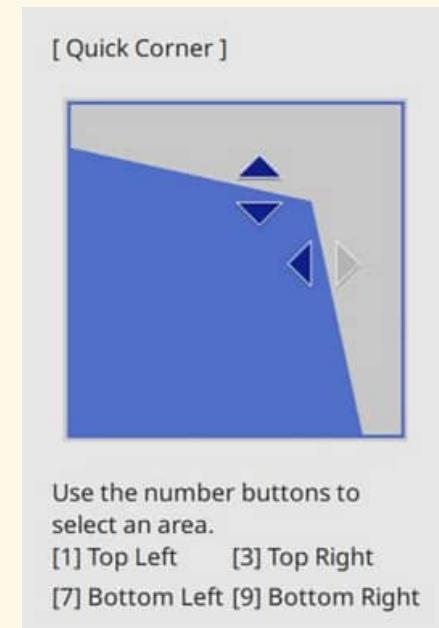 [ Quick Corner ]
Use the number buttons to
select an area.
[1] Top Left [3] Top Right
[7] Bottom Left [9] Bottom Right